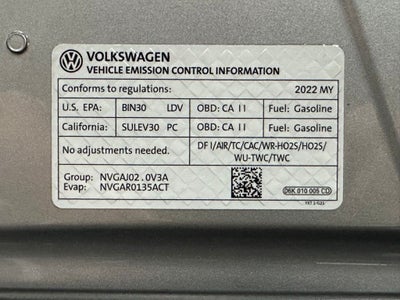 VOLKSWAGEN
VEHICLE EMISSION CONTROL INFORMATION
Conforms to regulations: 2022 MY
U.S. EPA: BIN30 LDV OBD: CA II Fuel: Gasoline
California: SULEV30 PC OBD: CA II Fuel: Gasoline
No adjustments needed. DFI/AIR/TC/CAC/WR-HO2S/HO2S/
WU-TWC/TWC
Group: NVGAJ02.0V3A
Evap: NVGAR0135ACT
06K 010 005 CD